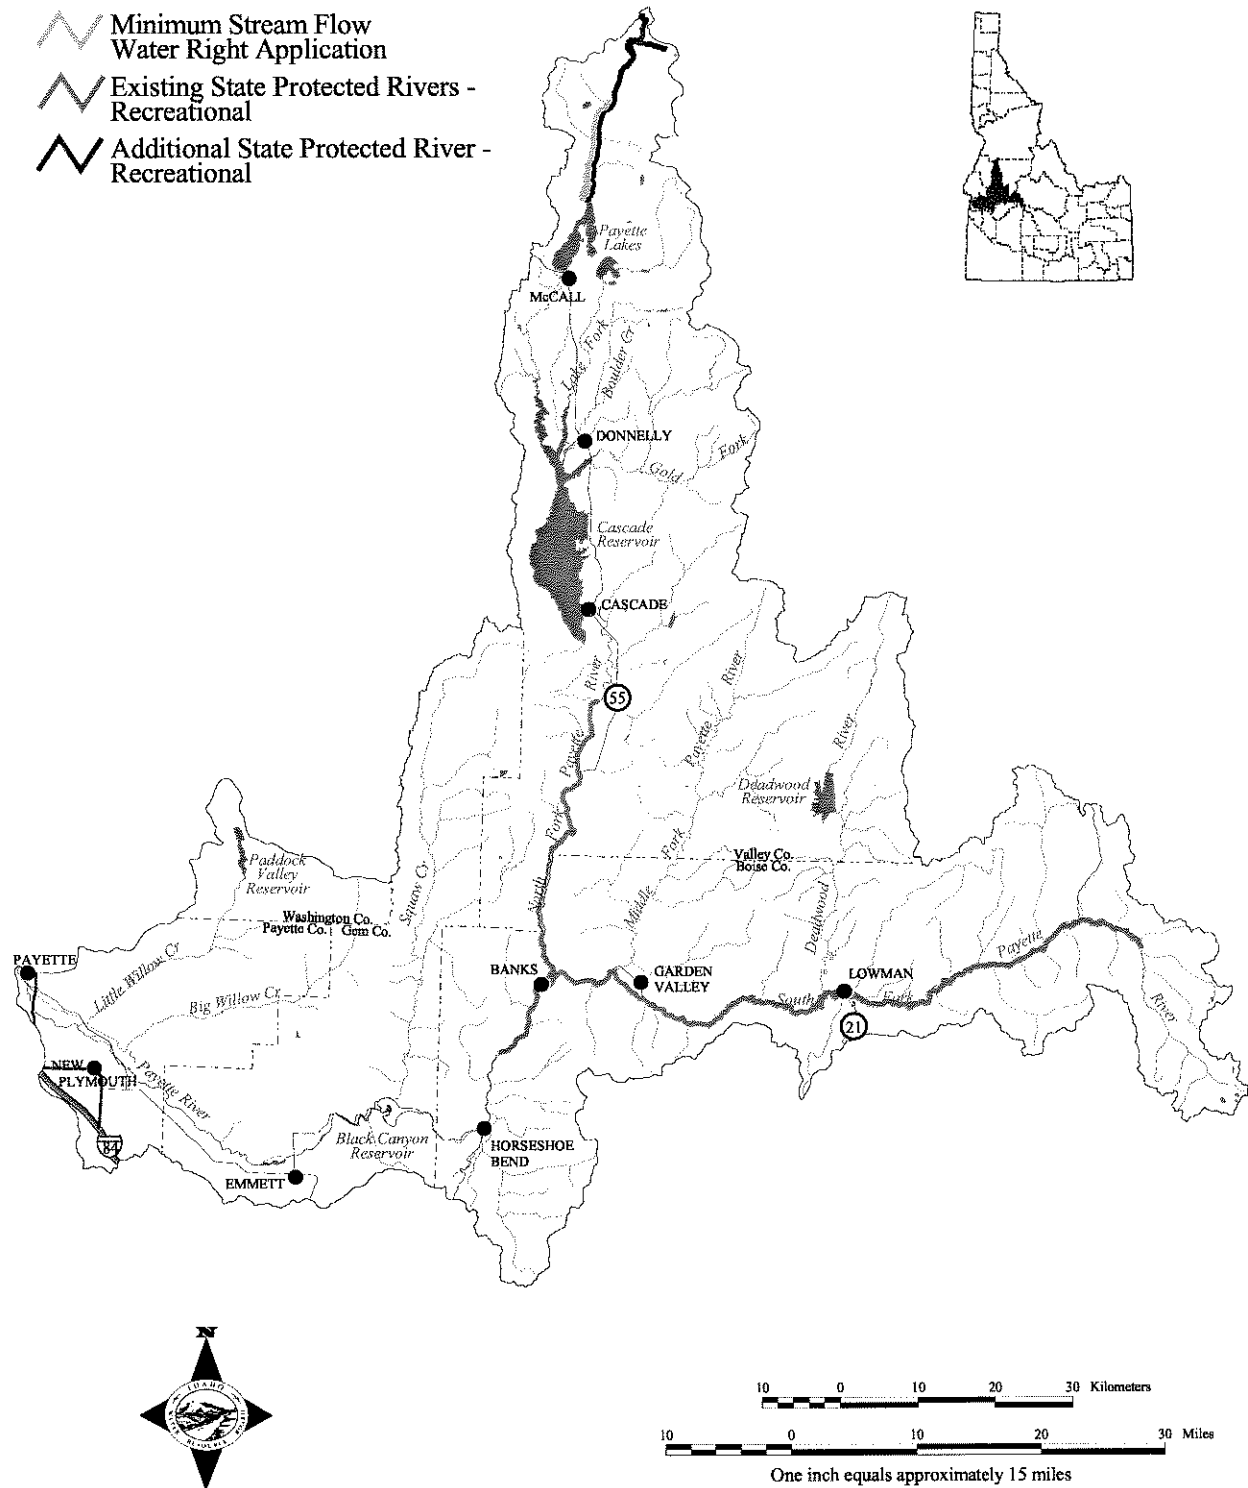 Minimum Stream Flow
Water Right Application
Existing State Protected Rivers -
Recreational
Additional State Protected River -
Recreational
Payette
Lakes
McCALL
Lake Fork
Boulder Cr
DONNELLY
Gold Fork
Cascade
Reservoir
CASCADE
River
55
Payette
Fork
North
River
Payette
Fork
Middle
River
Deadwood
Reservoir
Deadwood
Valley Co.
Boise Co.
Paddock
Valley
Reservoir
Squaw Cr
Washington Co.
Payette Co.
Gem Co.
PAYETTE
Little Willow Cr
Big Willow Cr
BANKS
GARDEN
VALLEY
LOWMAN
South
Fork
Payette
River
21
NEW
PLYMOUTH
Payette River
84
Black Canyon
Reservoir
HORSESHOE
BEND
EMMETT
N
IDAHO
10 0 10 20 30 Kilometers
10 0 10 20 30 Miles
One inch equals approximately 15 miles